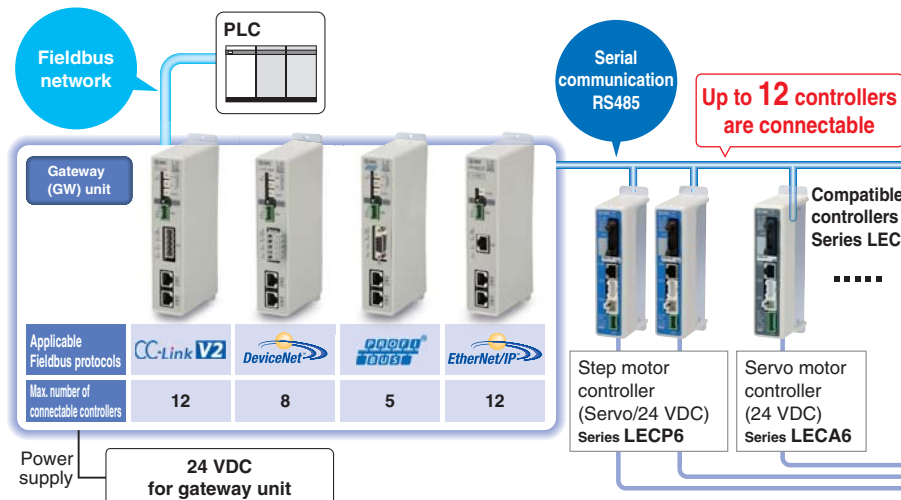 Fieldbus
network
PLC
Serial
communication
RS485
Up to 12 controllers
are connectable
Gateway
(GW) unit
Compatible
controllers
Series LEC
Applicable
Fieldbus protocols
CC-Link V2
DeviceNet
PROFI
BUS
EtherNet/IP
Max. number of
connectable controllers
12
8
5
12
Step motor
controller
(Servo/24 VDC)
Series LECP6
Servo motor
controller
(24 VDC)
Series LECA6
Power
supply
24 VDC
for gateway unit